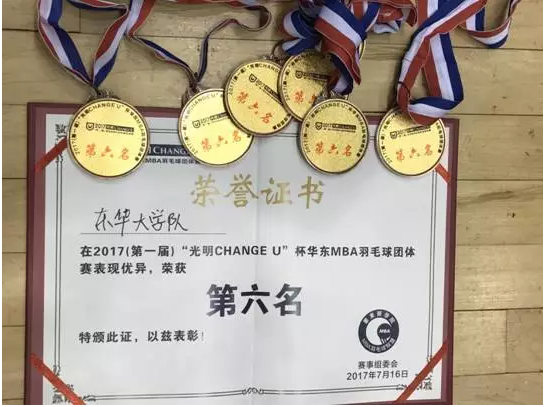 第六名
第六名
第六名
第六名
第六名
第六名
荣誉证书
东华大学队
在2017(第一届)“光明CHANGE U”杯华东MBA羽毛球团体
赛表现优异，荣获
第六名
特颁此证，以兹表彰！
赛事组委会
2017年7月16日